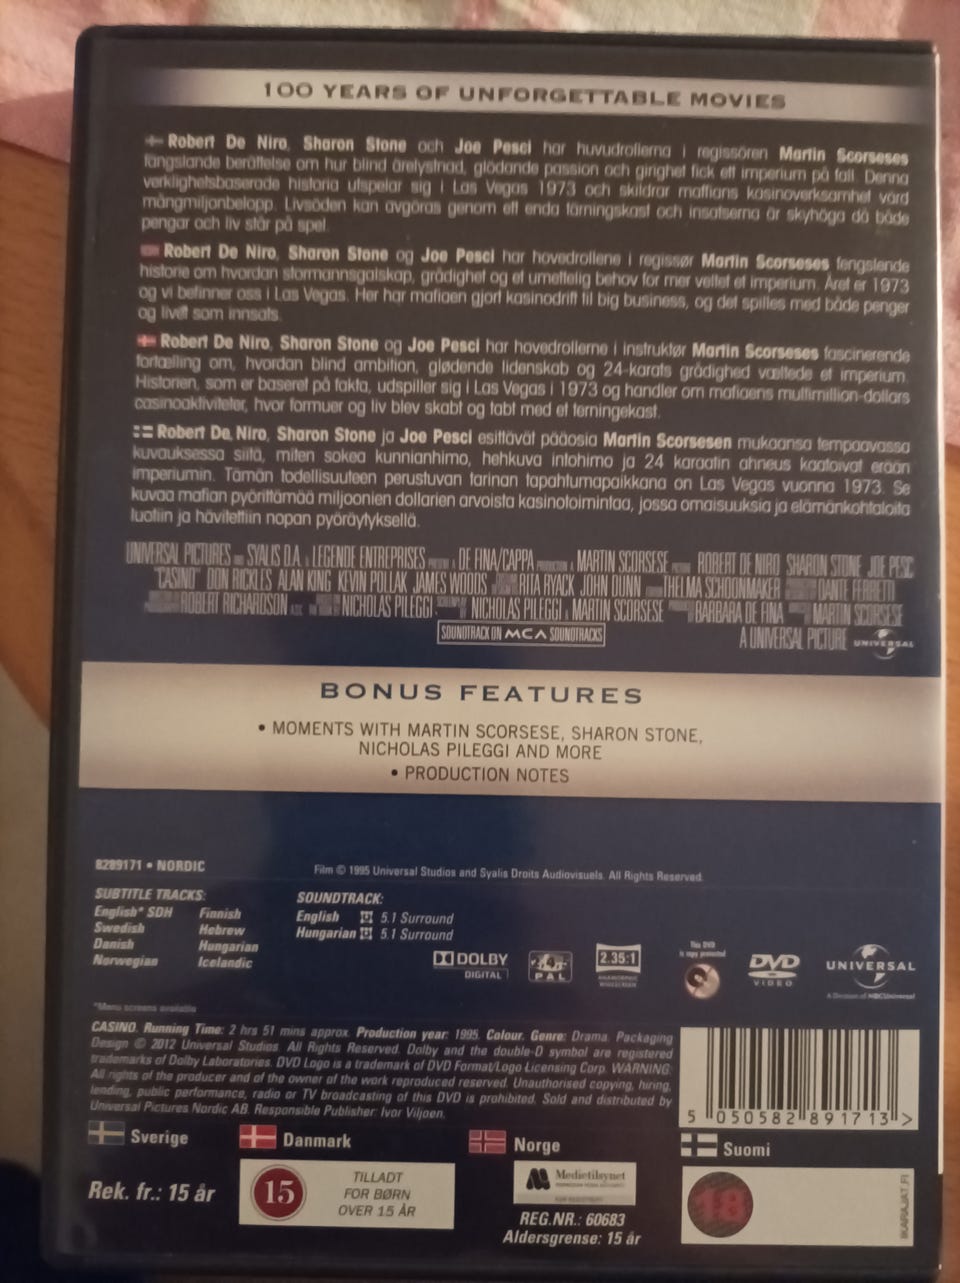 100 YEARS OF UNFORGETTABLE MOVIES
Robert De Niro, Sharon Stone och Joe Pesci har huvudrollerna i regissören Martin Scorseses
fängslande berättelse om hur blind ärelystnad, glödande passion och girighet fick ett imperium på fall. Denna
verklighetsbaserade historia utspelar sig i Las Vegas 1973 och skildrar maffians kasinoverksamhet värd
mångmiljonbelopp. Livsöden kan avgöras genom ett enda tärningskast och insatserna är skyhöga då både
pengar och liv står på spel.
Robert De Niro, Sharon Stone og Joe Pesci har hovedrollene i regissør Martin Scorseses fengslende
historie om hvordan stormannsgalskap, grådighet og et umettelig behov for mer veltet et imperium. Året er 1973
og vi befinner oss i Las Vegas. Her har mafiaen gjort kasinodrift til big business, og det spilles med både penger
og livet som innsats.
Robert De Niro, Sharon Stone og Joe Pesci har hovedrollerne i instruktør Martin Scorseses fascinerende
fortælling om, hvordan blind ambition, glødende lidenskab og 24-karats grådighed væltede et imperium.
Historien, som er baseret på fakta, udspiller sig i Las Vegas i 1973 og handler om mafiaens multimillion-dollars
casinoaktiviteter, hvor formuer og liv blev skabt og tabt med et terningekast.
Robert De Niro, Sharon Stone ja Joe Pesci esittävät pääosia Martin Scorsesen mukaansa tempaavassa
kuvauksessa siitä, miten sokea kunnianhimo, hehkuva intohimo ja 24 karaatin ahneus kaatoivat erään
imperiumin. Tämän todellisuuteen perustuvan tarinan tapahtumapaikkana on Las Vegas vuonna 1973. Se
kuvaa mafian pyörittämää miljoonien dollarien arvoista kasinotoimintaa, jossa omaisuuksia ja elämänkohtaloita
luotiin ja hävitettiin nopan pyöräytyksellä.
UNIVERSAL PICTURES SYALIS D.A. & LEGENDE ENTREPRISES DE FINA/CAPPA MARTIN SCORSESE ROBERT DE NIRO SHARON STONE JOE PESCI
"CASINO" DON RICKLES ALAN KING KEVIN POLLAK JAMES WOODS RITA RYACK JOHN DUNN THELMA SCHOONMAKER DANTE FERRETTI
ROBERT RICHARDSON NICHOLAS PILEGGI NICHOLAS PILEGGI & MARTIN SCORSESE BARBARA DE FINA MARTIN SCORSESE
SOUNDTRACK ON MCA SOUNDTRACKS
A UNIVERSAL PICTURE UNIVERSAL
BONUS FEATURES
• MOMENTS WITH MARTIN SCORSESE, SHARON STONE,
NICHOLAS PILEGGI AND MORE
• PRODUCTION NOTES
8289171 • NORDIC
Film © 1995 Universal Studios and Syalis Droits Audiovisuels. All Rights Reserved.
SUBTITLE TRACKS:
English* SDH Finnish
Swedish Hebrew
Danish Hungarian
Norwegian Icelandic
SOUNDTRACK:
English 5.1 Surround
Hungarian 5.1 Surround
DOLBY
DIGITAL
PAL
2.35:1
ANAMORPHIC
WIDESCREEN
This DVD
is copy protected
DVD
VIDEO
UNIVERSAL
A Division of NBCUniversal
*Menu screens available
CASINO. Running Time: 2 hrs 51 mins approx. Production year: 1995. Colour. Genre: Drama. Packaging
Design © 2012 Universal Studios. All Rights Reserved. Dolby and the double-D symbol are registered
trademarks of Dolby Laboratories. DVD Logo is a trademark of DVD Format/Logo Licensing Corp. WARNING:
All rights of the producer and of the owner of the work reproduced reserved. Unauthorised copying, hiring,
lending, public performance, radio or TV broadcasting of this DVD is prohibited. Sold and distributed by
Universal Pictures Nordic AB. Responsible Publisher: Ivor Viljoen.
5 050582 891713 >
Sverige
Danmark
Norge
Suomi
Rek. fr.: 15 år
15
TILLADT
FOR BØRN
OVER 15 ÅR
Medietilsynet
REG.NR.: 60683
Aldersgrense: 15 år
18
IKARAJAT.FI